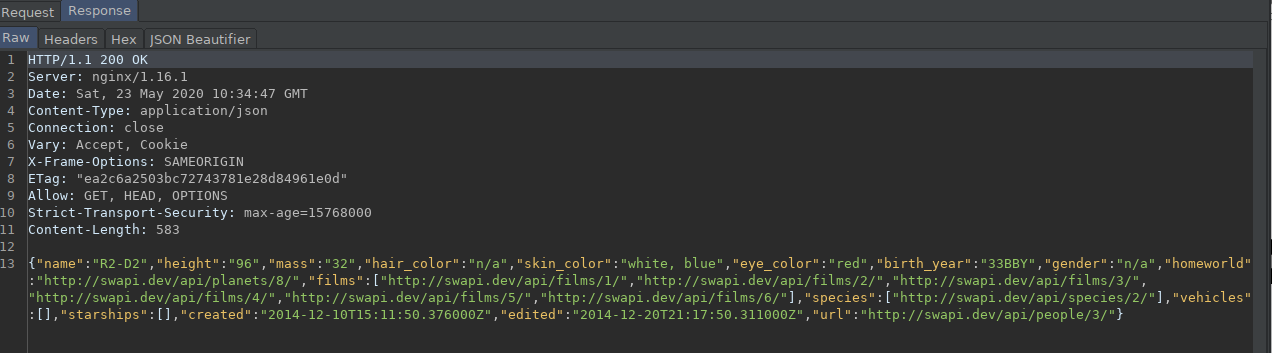 Request Response
Raw Headers Hex JSON Beautifier
1 HTTP/1.1 200 OK
2 Server: nginx/1.16.1
3 Date: Sat, 23 May 2020 10:34:47 GMT
4 Content-Type: application/json
5 Connection: close
6 Vary: Accept, Cookie
7 X-Frame-Options: SAMEORIGIN
8 ETag: "ea2c6a2503bc72743781e28d84961e0d"
9 Allow: GET, HEAD, OPTIONS
10 Strict-Transport-Security: max-age=15768000
11 Content-Length: 583
12
13 {"name":"R2-D2","height":"96","mass":"32","hair_color":"n/a","skin_color":"white, blue","eye_color":"red","birth_year":"33BBY","gender":"n/a","homeworld"
:"http://swapi.dev/api/planets/8/","films":["http://swapi.dev/api/films/1/","http://swapi.dev/api/films/2/","http://swapi.dev/api/films/3/",
"http://swapi.dev/api/films/4/","http://swapi.dev/api/films/5/","http://swapi.dev/api/films/6/"],"species":["http://swapi.dev/api/species/2/"],"vehicles"
:[],"starships":[],"created":"2014-12-10T15:11:50.376000Z","edited":"2014-12-20T21:17:50.311000Z","url":"http://swapi.dev/api/people/3/"}